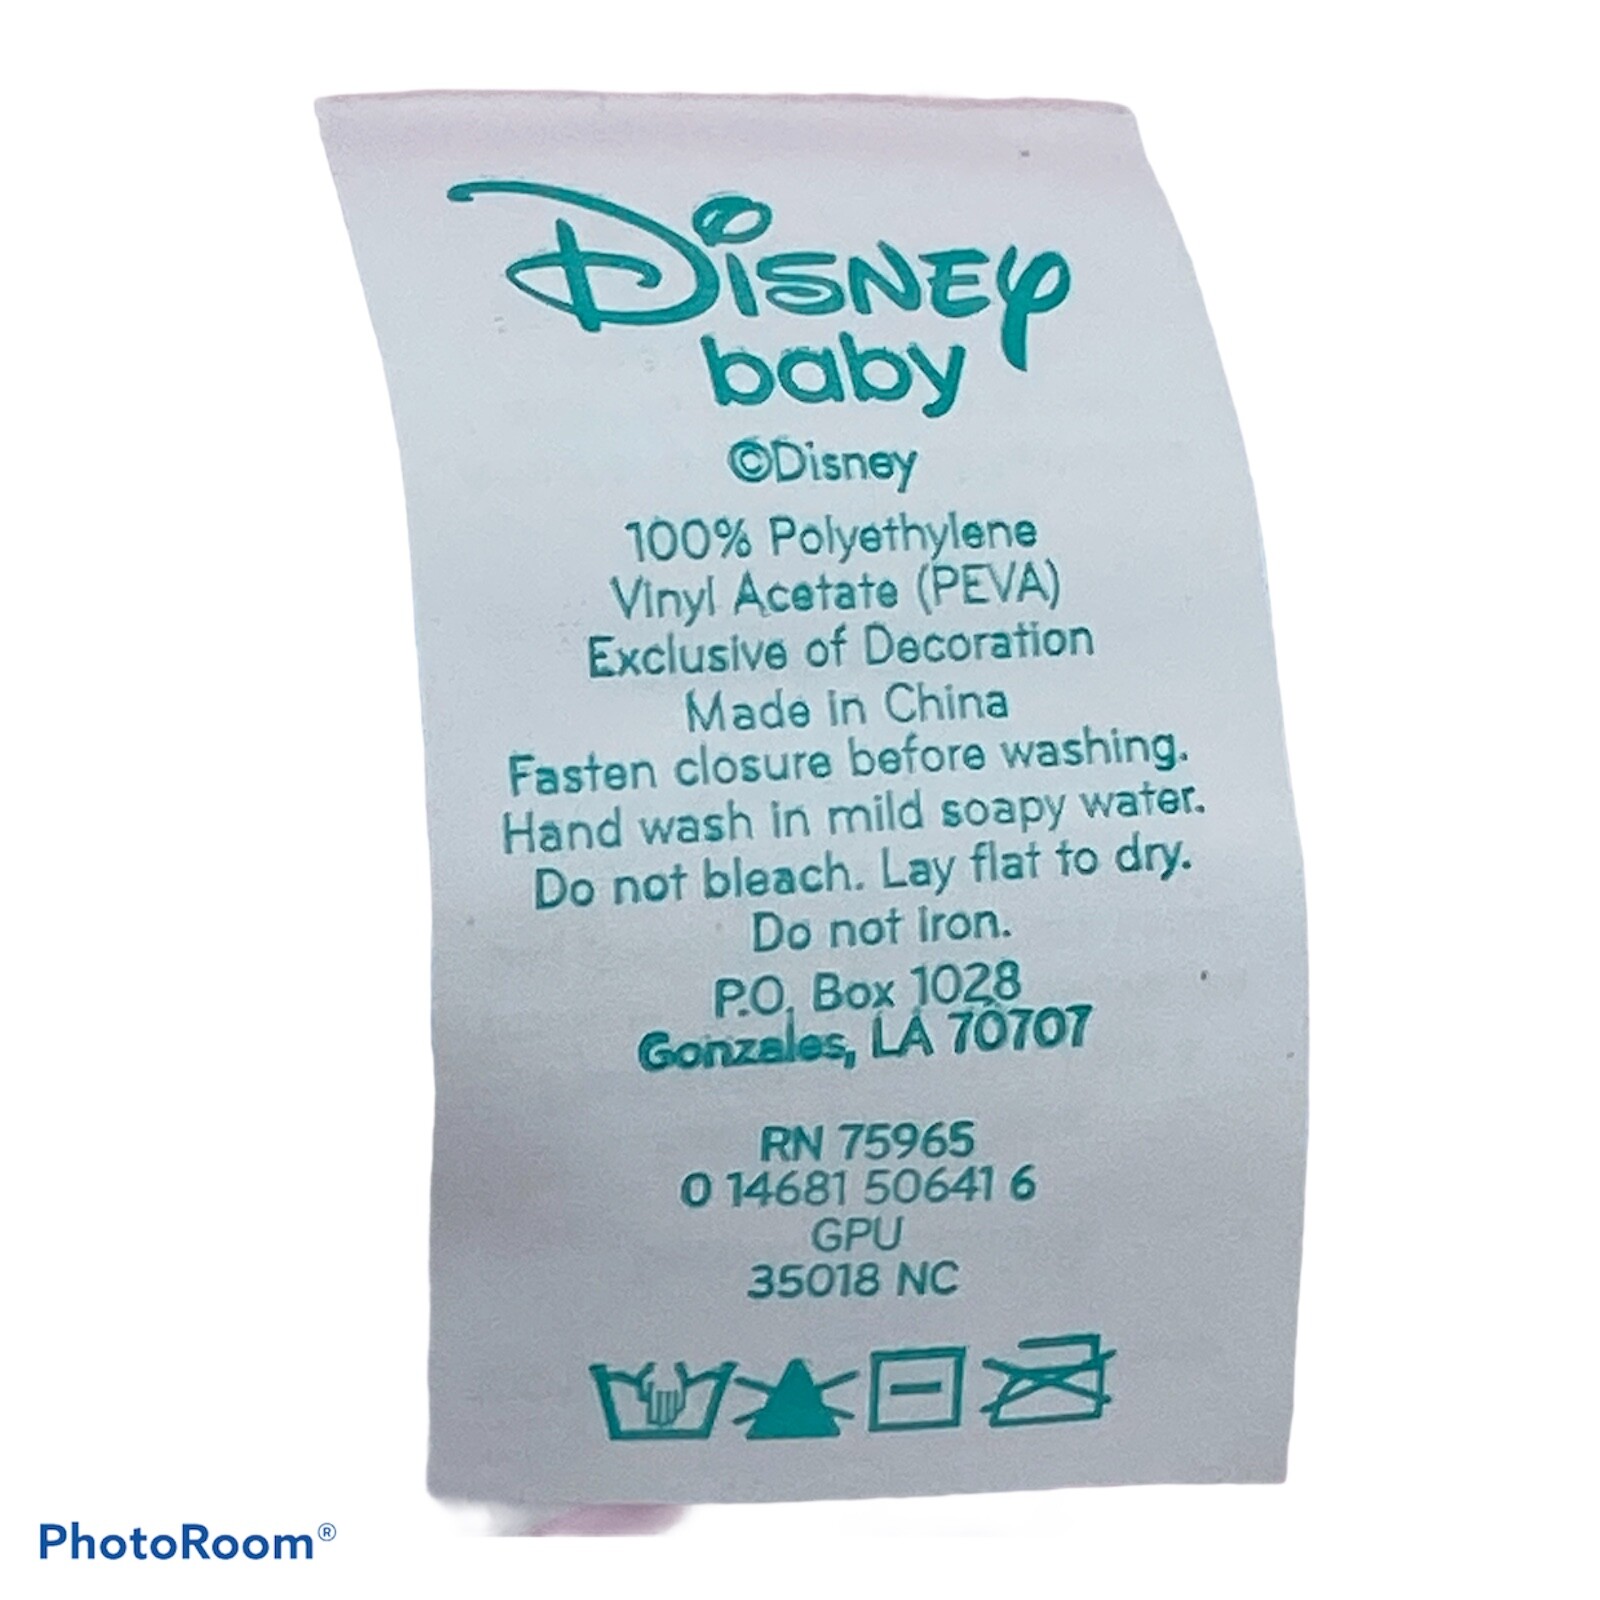 Disney
baby
©Disney
100% Polyethylene
Vinyl Acetate (PEVA)
Exclusive of Decoration
Made in China
Fasten closure before washing.
Hand wash in mild soapy water.
Do not bleach. Lay flat to dry.
Do not iron.
P.O. Box 1028
Gonzales, LA 70707
RN 75965
0 14681 50641 6
GPU
35018 NC
PhotoRoom®